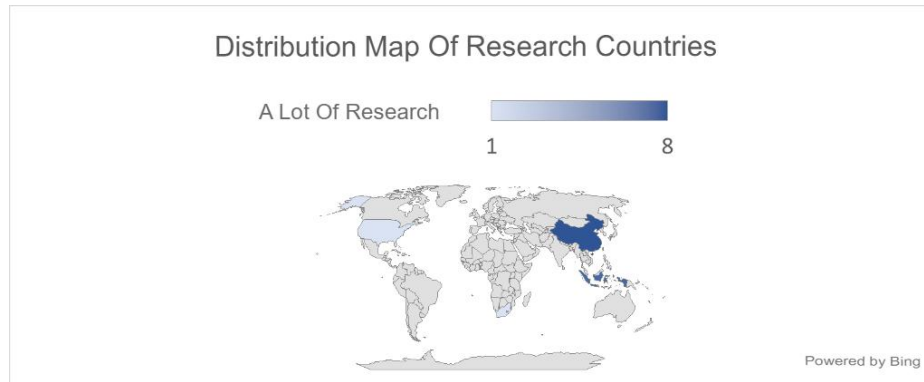 Distribution Map Of Research Countries
A Lot Of Research
1 8
Powered by Bing